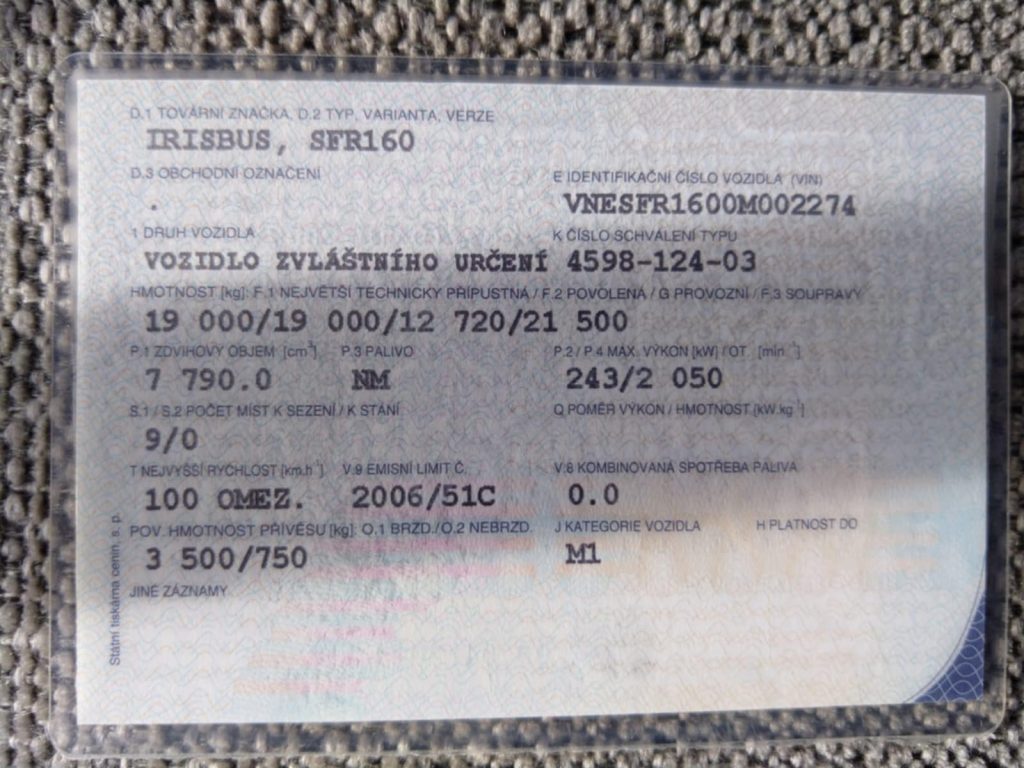 D.1 TOVÁRNÍ ZNAČKA, D.2 TYP, VARIANTA, VERZE
IRISBUS, SFR160
D.3 OBCHODNÍ OZNAČENÍ E IDENTIFIKAČNÍ ČÍSLO VOZIDLA (VIN)
. VNESFR1600M002274
1 DRUH VOZIDLA K ČÍSLO SCHVÁLENÍ TYPU
VOZIDLO ZVLÁŠTNÍHO URČENÍ 4598-124-03
HMOTNOST [kg]: F.1 NEJVĚTŠÍ TECHNICKY PŘÍPUSTNÁ / F.2 POVOLENÁ / G PROVOZNÍ / F.3 SOUPRAVY
19 000/19 000/12 720/21 500
P.1 ZDVIHOVÝ OBJEM [cm³] P.3 PALIVO P.2 / P.4 MAX. VÝKON [kW] / OT. [min⁻¹]
7 790.0 NM 243/2 050
S.1 / S.2 POČET MÍST K SEZENÍ / K STÁNÍ Q POMĚR VÝKON / HMOTNOST [kW.kg⁻¹]
9/0
T NEJVYŠŠÍ RYCHLOST [km.h⁻¹] V.9 EMISNÍ LIMIT Č. V.8 KOMBINOVANÁ SPOTŘEBA PALIVA
100 OMEZ. 2006/51C 0.0
POV. HMOTNOST PŘÍVĚSU [kg]: O.1 BRZD./O.2 NEBRZD. J KATEGORIE VOZIDLA H PLATNOST DO
3 500/750 M1
JINÉ ZÁZNAMY
Státní tiskárna cenin, s. p.